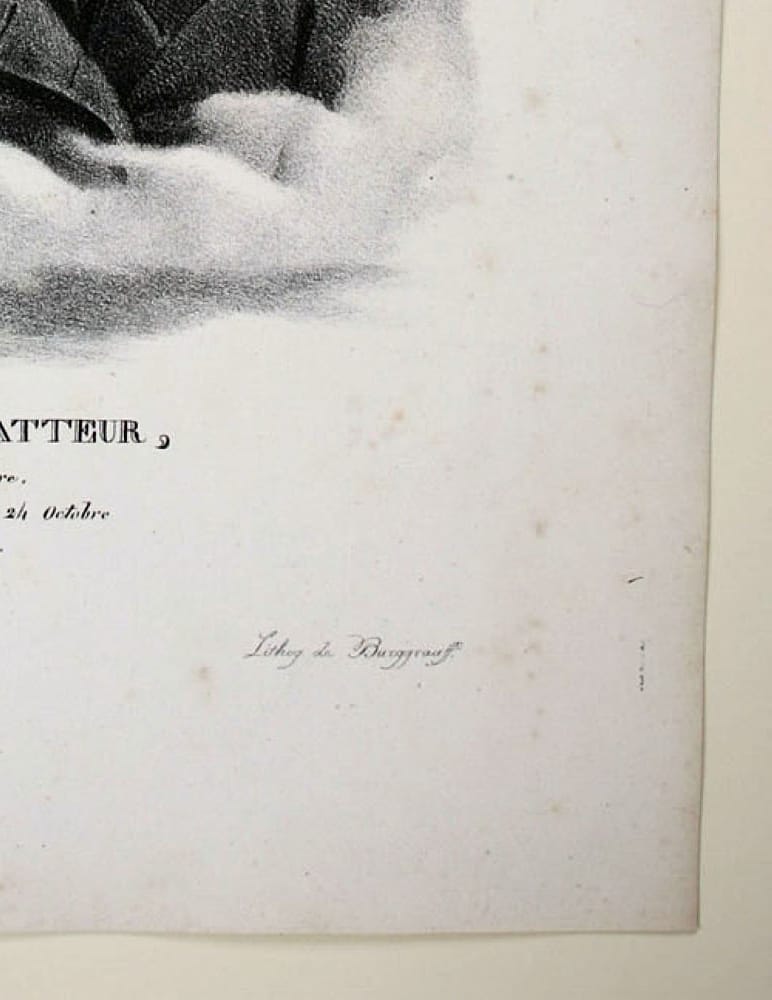 ATTEUR,
re.
24 Octobre
Lithog de Burggraaff.